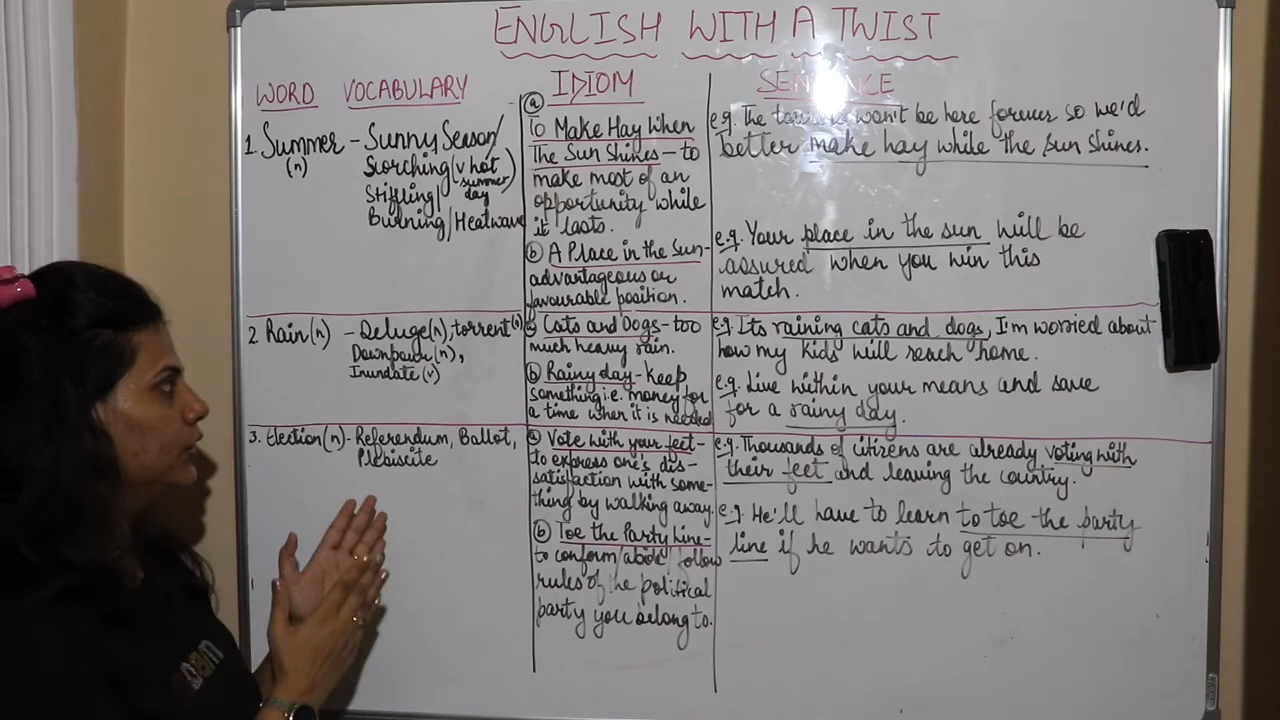 ENGLISH WITH A TWIST
WORD VOCABULARY
IDIOM
SENTENCE
1. Summer - Sunny Season/
(n)
Scorching (v hot
summer
day)
Stiffling/
Burning/Heatwave
a
To Make Hay When
The Sun Shines - to
make most of an
opportunity while
it lasts.
b A Place in the Sun -
advantageous or
favourable position.
e.g. The won't be here forever so we'd
better make hay while the sun shines.
e.g. Your place in the sun will be
assured when you win this
match.
2. Rain (n) - Deluge(n), torrent(n)
Downpour (n),
Inundate (v)
a Cats and Dogs - too
much heavy rain.
b Rainy day - Keep
something i.e. money for
a time when it is needed
e.g. Its raining cats and dogs, I'm worried about
how my kids will reach home.
e.g. Live within your means and save
for a rainy day.
3. Election(n) - Referendum, Ballot,
Plebiscite
a Vote with your feet -
to express one's dis-
satisfaction with some-
thing by walking away.
b Toe the Party Line -
to conform/abide/follow
rules of the political
party you belong to.
e.g. Thousands of citizens are already voting with
their feet and leaving the country.
e.g. He'll have to learn to toe the party
line if he wants to get on.